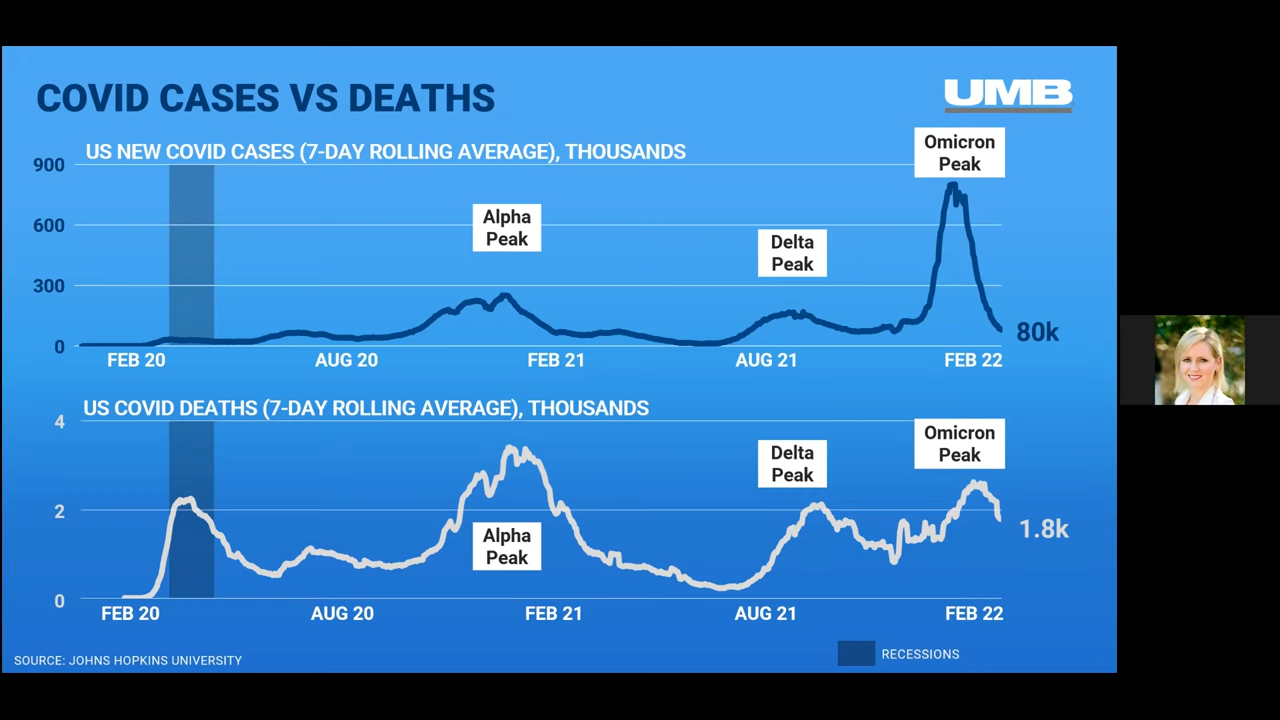 COVID CASES VS DEATHS
UMB
US NEW COVID CASES (7-DAY ROLLING AVERAGE), THOUSANDS
900
600
300
0
Alpha
Peak
Delta
Peak
Omicron
Peak
80k
FEB 20
AUG 20
FEB 21
AUG 21
FEB 22
US COVID DEATHS (7-DAY ROLLING AVERAGE), THOUSANDS
4
2
0
Alpha
Peak
Delta
Peak
Omicron
Peak
1.8k
FEB 20
AUG 20
FEB 21
AUG 21
FEB 22
SOURCE: JOHNS HOPKINS UNIVERSITY
RECESSIONS